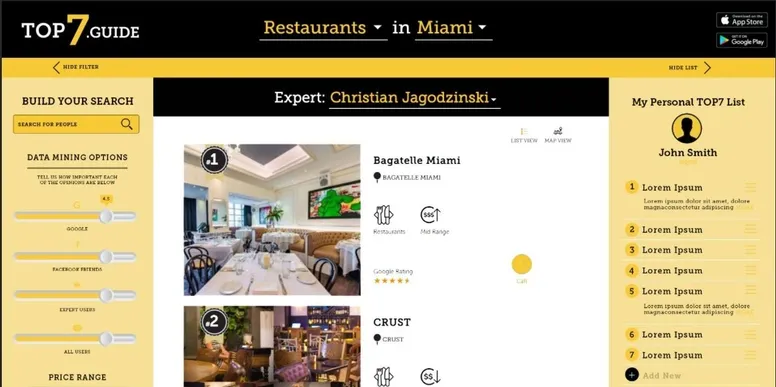 TOP7.GUIDE
Restaurants in Miami
Download on the
App Store
GET IT ON
Google Play
HIDE FILTER
HIDE LIST
BUILD YOUR SEARCH
SEARCH FOR PEOPLE
DATA MINING OPTIONS
TELL US HOW IMPORTANT EACH
OF THE OPINIONS ARE BELOW
4.5
GOOGLE
FACEBOOK FRIENDS
EXPERT USERS
ALL USERS
PRICE RANGE
Expert: Christian Jagodzinski
LIST VIEW
MAP VIEW
#1
Bagatelle Miami
BAGATELLE MIAMI
$$$
Restaurants
Mid Range
Google Rating
Call
#2
CRUST
CRUST
$$
My Personal TOP7 List
John Smith
1 Lorem Ipsum
Lorem ipsum dolor sit amet, dolore
magnaconsectetur adipiscing
2 Lorem Ipsum
3 Lorem Ipsum
4 Lorem Ipsum
5 Lorem Ipsum
Lorem ipsum dolor sit amet, dolore
magnaconsectetur adipiscing
6 Lorem Ipsum
7 Lorem Ipsum
+ Add New